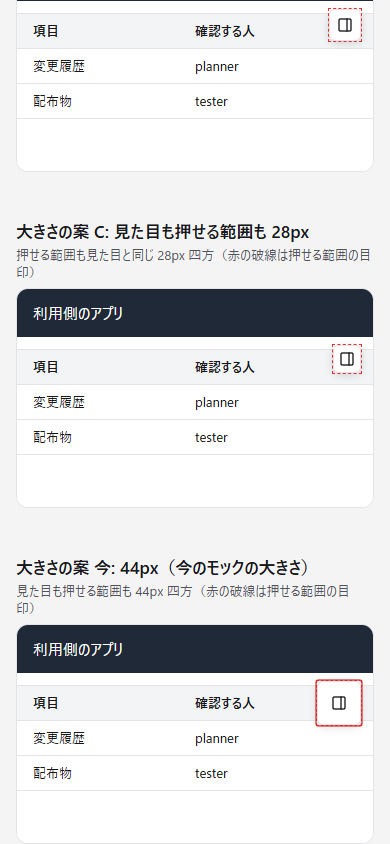 項目 確認する人
変更履歴 planner
配布物 tester
大きさの案 C: 見た目も押せる範囲も 28px
押せる範囲も見た目と同じ 28px 四方（赤の破線は押せる範囲の目
印）
利用側のアプリ
項目 確認する人
変更履歴 planner
配布物 tester
大きさの案 今: 44px（今のモックの大きさ）
見た目も押せる範囲も 44px 四方（赤の破線は押せる範囲の目
印）
利用側のアプリ
項目 確認する人
変更履歴 planner
配布物 tester